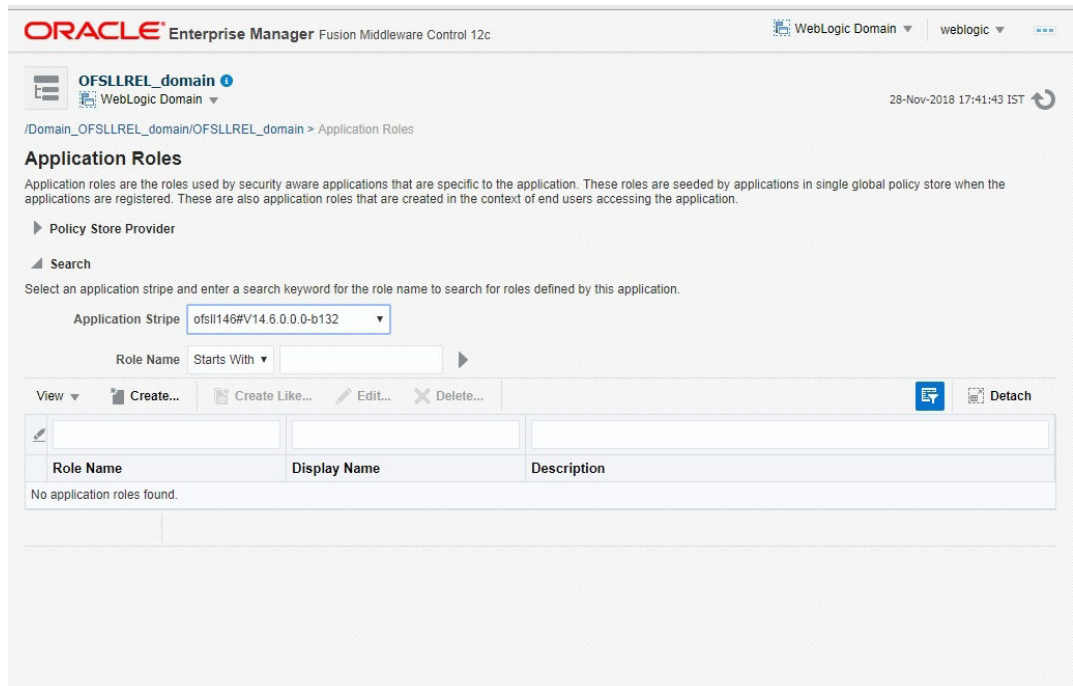 ORACLE Enterprise Manager Fusion Middleware Control 12c
WebLogic Domain
weblogic
OFSLLREL_domain
WebLogic Domain
28-Nov-2018 17:41:43 IST
/Domain_OFSLLREL_domain/OFSLLREL_domain > Application Roles
Application Roles
Application roles are the roles used by security aware applications that are specific to the application. These roles are seeded by applications in single global policy store when the
applications are registered. These are also application roles that are created in the context of end users accessing the application.
Policy Store Provider
Search
Select an application stripe and enter a search keyword for the role name to search for roles defined by this application.
Application Stripe ofsll146#V14.6.0.0.0-b132
Role Name Starts With
View Create... Create Like... Edit... Delete... Detach
Role Name Display Name Description
No application roles found.